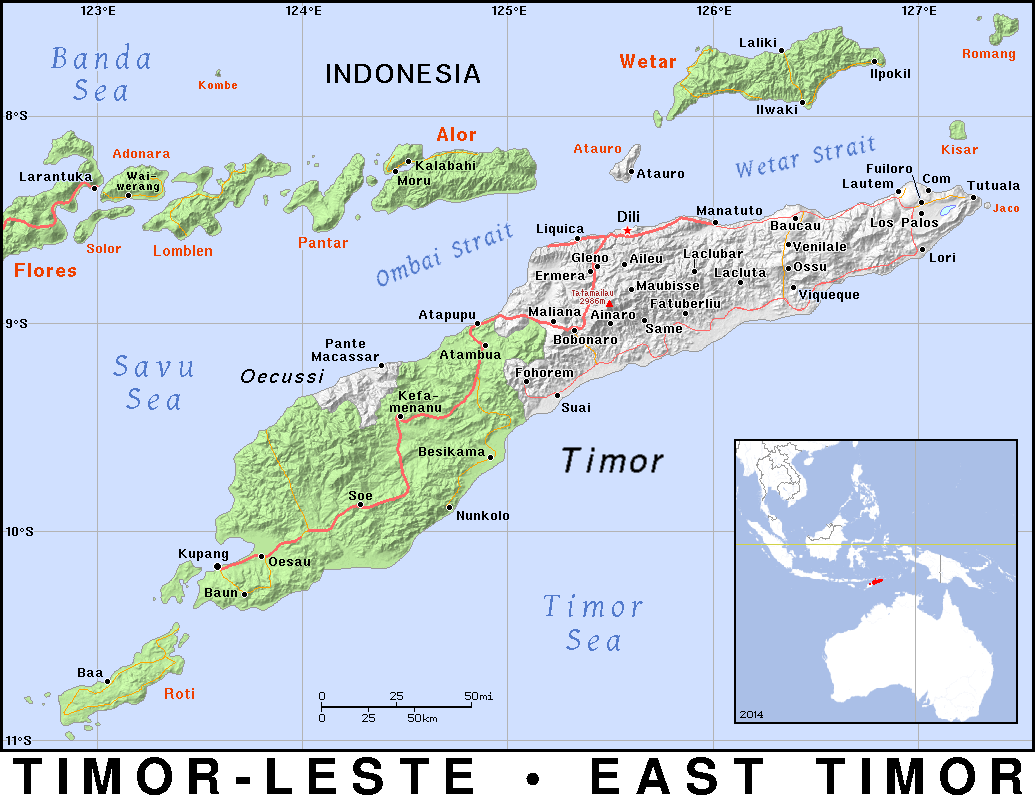 123°E 124°E 125°E 126°E 127°E
Banda
Sea
Kombe
INDONESIA
Wetar
Laliki
Ilpokil
Ilwaki
Romang
8°S
Adonara
Larantuka
Wai-
werang
Solor
Lomblen
Flores
Alor
Kalabahi
Moru
Pantar
Atauro
Atauro
Wetar Strait
Kisar
Fuiloro
Lautem
Com
Tutuala
Jaco
Los Palos
Lori
Ombai Strait
Dili
Manatuto
Liquica
Baucau
Gleno
Aileu
Laclubar
Venilale
Ermera
Lacluta
Ossu
Maubisse
Tatamailau
2986m
Fatuberliu
Viqueque
Maliana
Ainaro
Same
Bobonaro
9°S
Atapupu
Atambua
Pante
Macassar
Oecussi
Fohorem
Suai
Savu
Sea
Kefa-
menanu
Besikama
Timor
Soe
Nunkolo
10°S
Kupang
Oesau
Baun
Timor
Sea
Baa
Roti
0 25 50mi
0 25 50km
2014
11°S
TIMOR-LESTE • EAST TIMOR